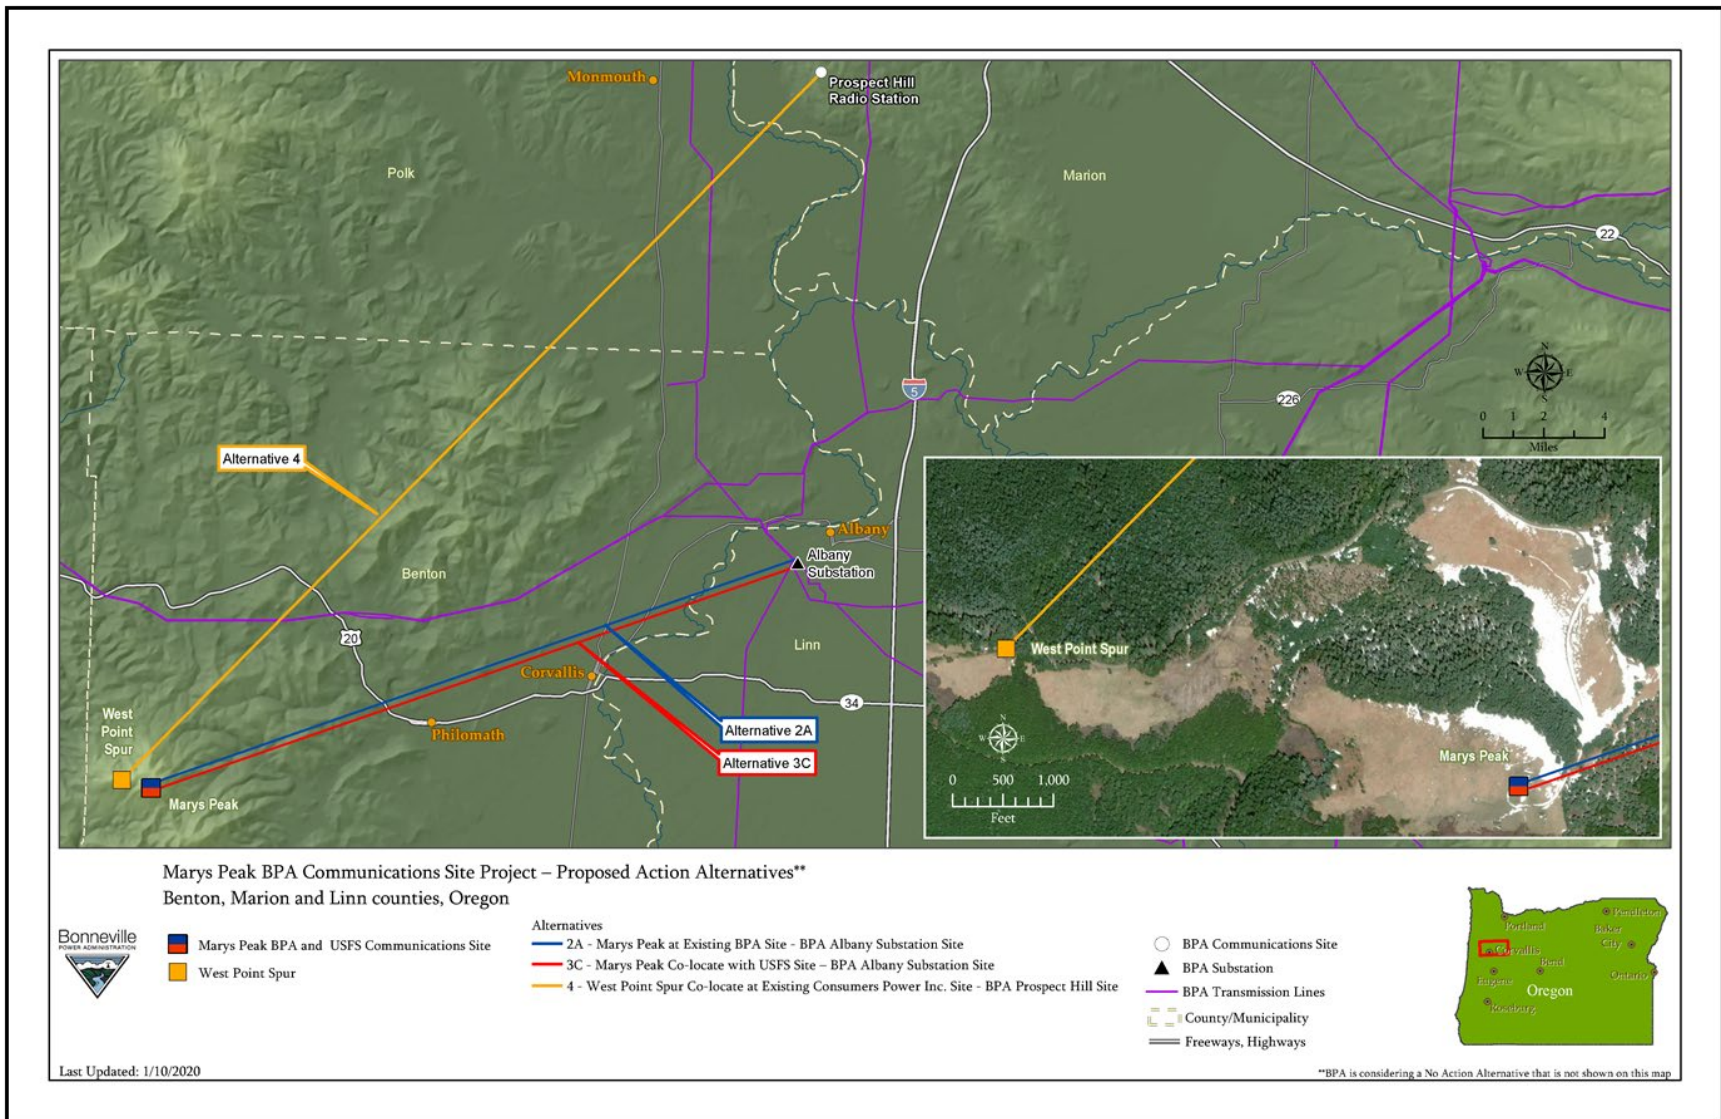 Monmouth
Prospect Hill
Radio Station
Polk
Marion
22
5
N
W E
S
226
0 1 2 4
Miles
Alternative 4
Albany
Albany
Substation
Benton
20
Linn
Corvallis
34
West
Point
Spur
Philomath
Alternative 2A
Alternative 3C
Marys Peak
West Point Spur
N
W E
S
0 500 1,000
Feet
Marys Peak
Marys Peak BPA Communications Site Project – Proposed Action Alternatives**
Benton, Marion and Linn counties, Oregon
Bonneville
POWER ADMINISTRATION
Marys Peak BPA and USFS Communications Site
West Point Spur
Alternatives
2A - Marys Peak at Existing BPA Site - BPA Albany Substation Site
3C - Marys Peak Co-locate with USFS Site – BPA Albany Substation Site
4 - West Point Spur Co-locate at Existing Consumers Power Inc. Site - BPA Prospect Hill Site
BPA Communications Site
BPA Substation
BPA Transmission Lines
County/Municipality
Freeways, Highways
Portland
Pendleton
Baker
City
Corvallis
Bend
Eugene
Ontario
Oregon
Roseburg
Last Updated: 1/10/2020
**BPA is considering a No Action Alternative that is not shown on this map